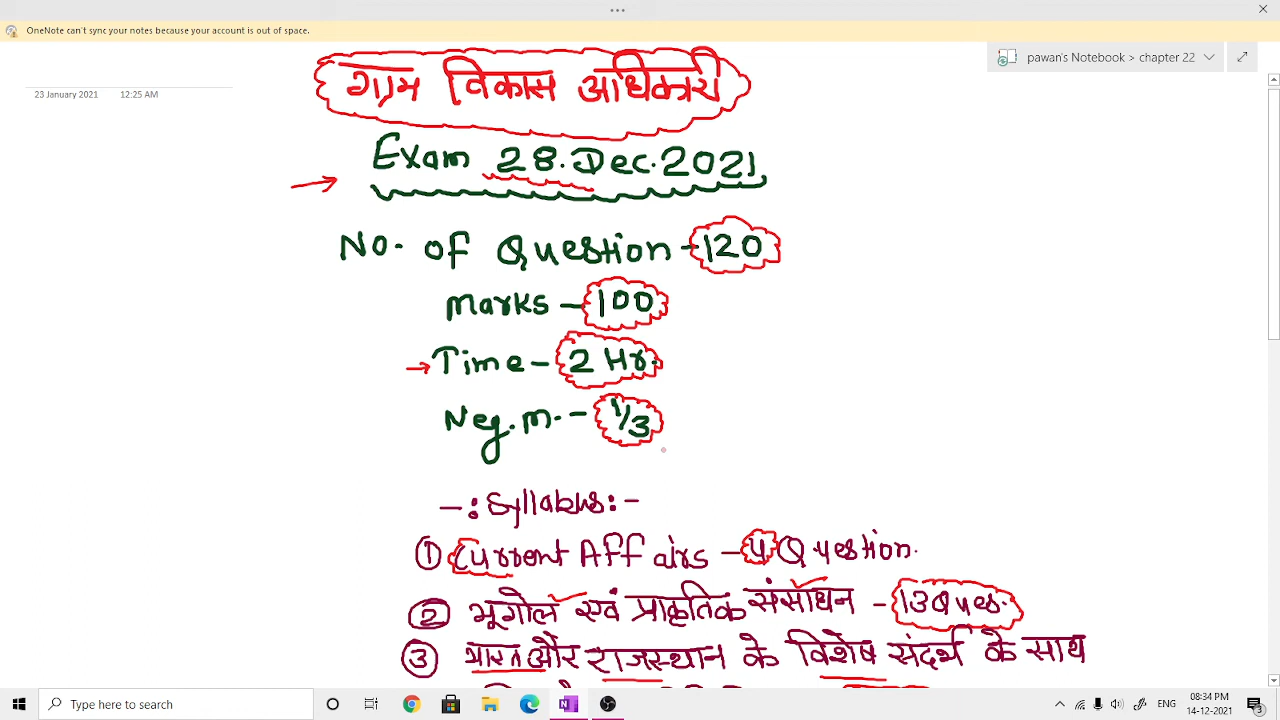 OneNote can't sync your notes because your account is out of space.
pawan's Notebook » chapter 22
23 January 2021 12:25 AM
ग्राम विकास अधिकारी
Exam 28.Dec.2021
No. of Question - 120
Marks - 100
Time - 2 Hr.
Neg.m. - 1/3
-: Syllabus: -
① Current Affairs - 4 Question.
② भूगोल एवं प्राकृतिक संसाधन - 13 Ques.
③ भारत और राजस्थान के विशेष संदर्भ के साथ
Type here to search
08:34 PM
ENG
14-12-2021
3